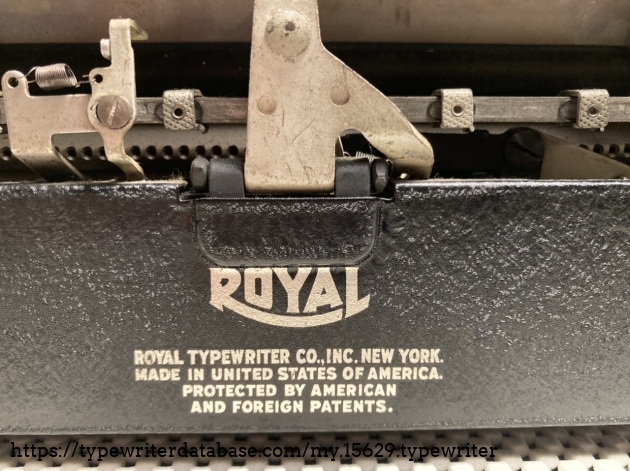 ROYAL
ROYAL TYPEWRITER CO., INC. NEW YORK.
MADE IN UNITED STATES OF AMERICA.
PROTECTED BY AMERICAN
AND FOREIGN PATENTS.
https://typewriterdatabase.com/my.15629.typewriter